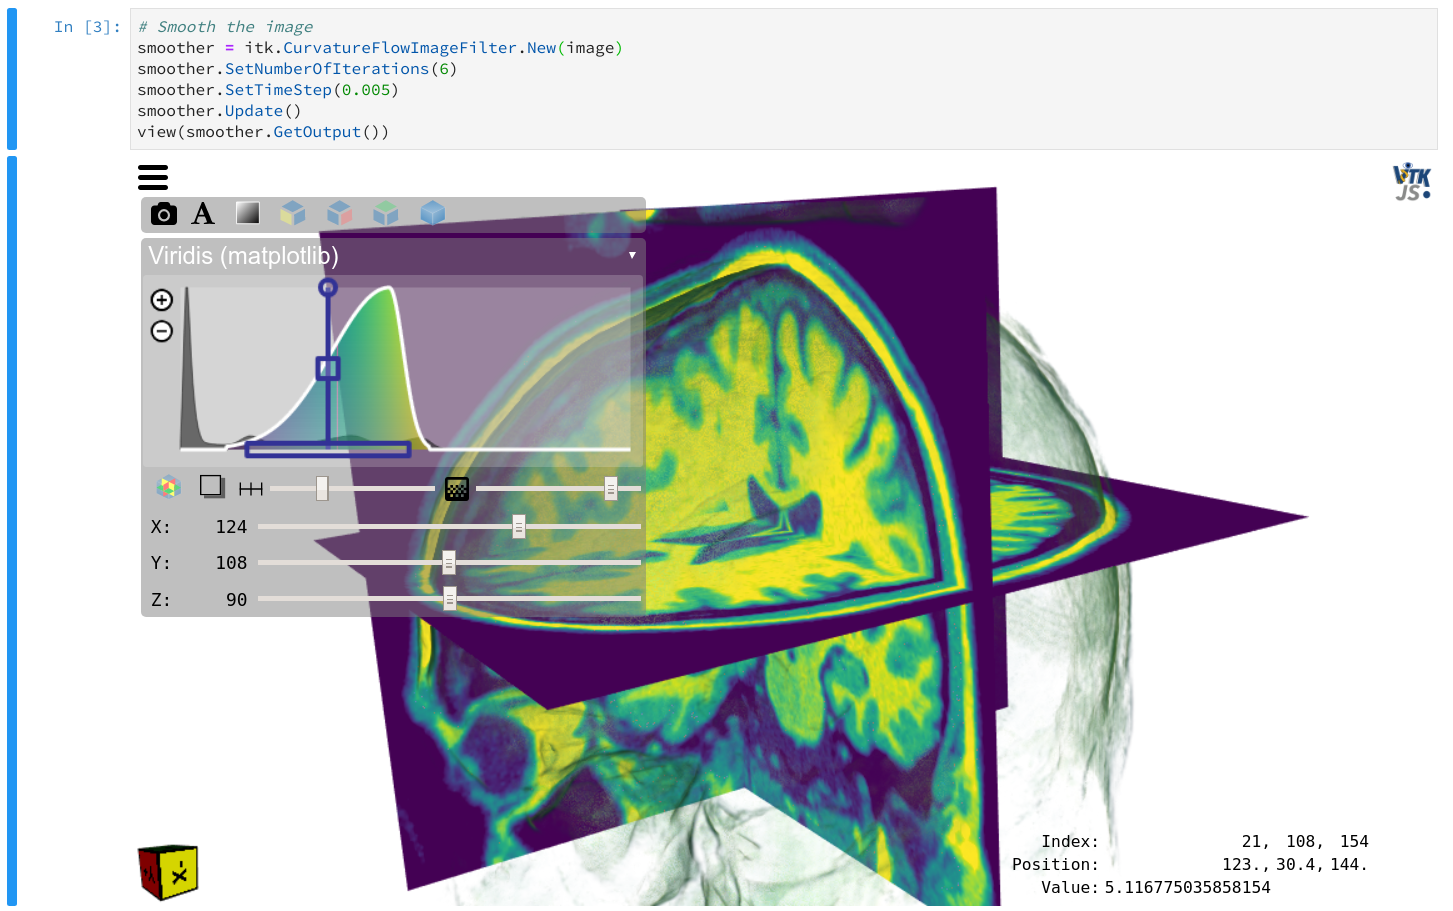 In [3]:
# Smooth the image
smoother = itk.CurvatureFlowImageFilter.New(image)
smoother.SetNumberOfIterations(6)
smoother.SetTimeStep(0.005)
smoother.Update()
view(smoother.GetOutput())
VTK
JS
A
Viridis (matplotlib)
X: 124
Y: 108
Z: 90
Index: 21, 108, 154
Position: 123., 30.4, 144.
Value: 5.116775035858154